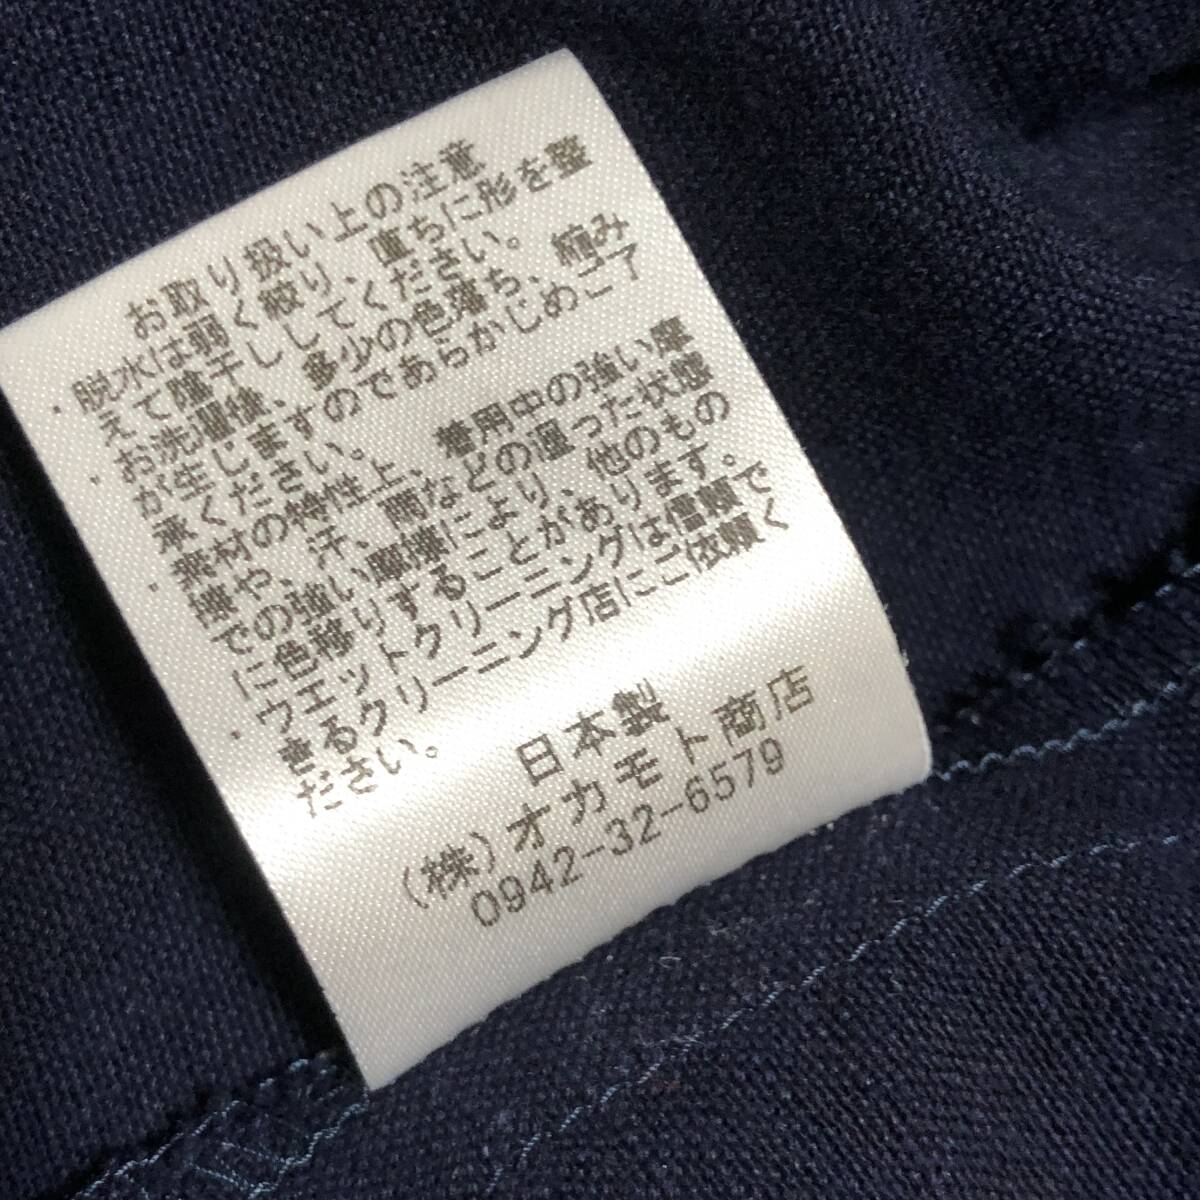 お取り扱い上の注意
・脱水は弱く絞り、直ちに形を整
えて陰干ししてください。
・お洗濯後、多少の色落ち、縮み
が生じますのであらかじめご了
承ください。
・素材の特性上、着用中の強い摩
擦や、汗、雨などの湿った状態
での強い摩擦により、他のもの
に色移りすることがあります。
・ウエットクリーニングは信頼で
きるクリーニング店にご依頼く
ださい。
日本製
(株)オカモト商店
0942-32-6579